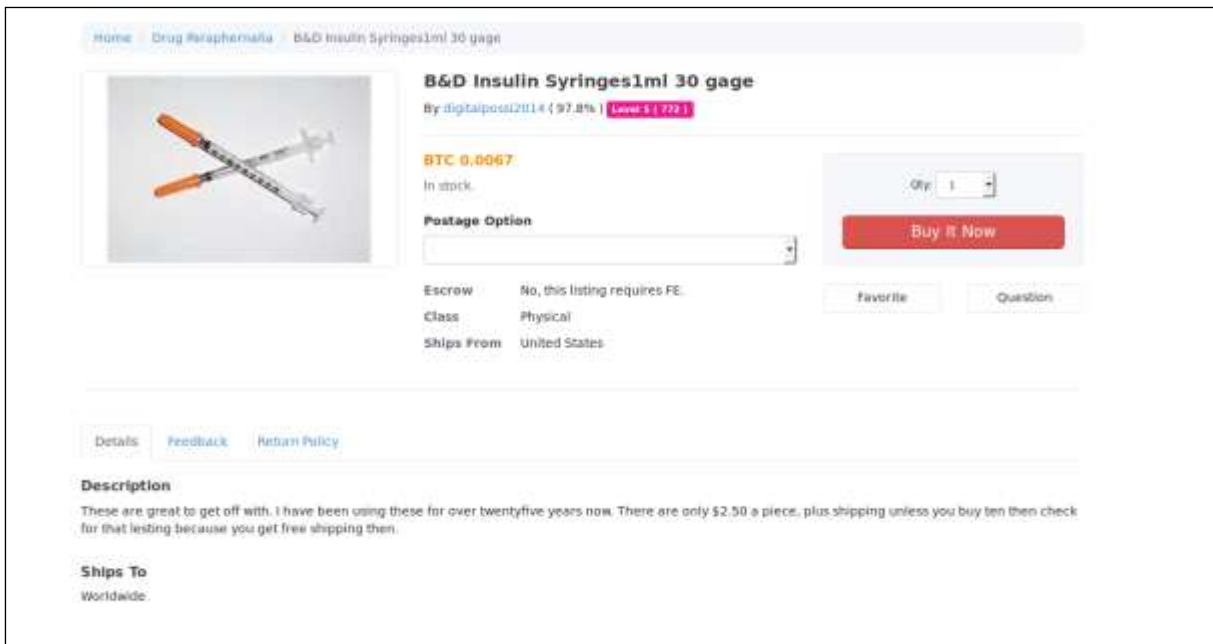 Home / Drug Paraphernalia / B&D Insulin Syringes1ml 30 gage
B&D Insulin Syringes1ml 30 gage
By ( 97.8% ) Level 5 ( 772 )
BTC 0.0067
In stock.
Qty: 1
Postage Option
Buy It Now
Escrow No, this listing requires FE.
Favorite Question
Class Physical
Ships From United States
Details Feedback Return Policy
Description
These are great to get off with. I have been using these for over twentyfive years now. There are only $2.50 a piece, plus shipping unless you buy ten then check
for that lesting because you get free shipping then.
Ships To
Worldwide